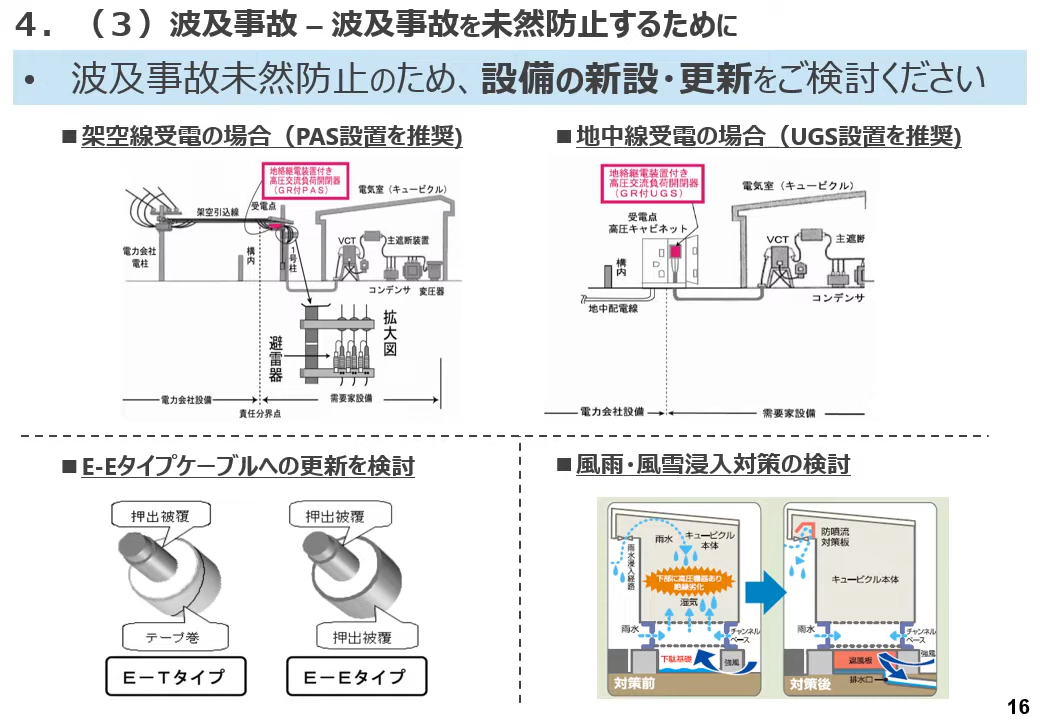 ４．（３）波及事故 – 波及事故を未然防止するために
• 波及事故未然防止のため、設備の新設・更新をご検討ください
■架空線受電の場合（PAS設置を推奨)
地絡継電装置付き
高圧交流負荷開閉器
（ＧＲ付ＰＡＳ）
電気室（キュービクル）
架空引込線
受電点
VCT
主遮断装置
電力会社
電柱
構内
１号柱
コンデンサ
変圧器
拡大図
避雷器
電力会社設備
需要家設備
責任分界点
■地中線受電の場合（UGS設置を推奨)
地絡継電装置付き
高圧交流負荷開閉器
（ＧＲ付ＵＧＳ）
電気室（キュービクル）
受電点
高圧キャビネット
VCT
主遮断
構内
コンデンサ
地中配電線
電力会社設備
需要家設備
■E-Eタイプケーブルへの更新を検討
押出被覆
テープ巻
Ｅ－Ｔタイプ
押出被覆
押出被覆
Ｅ－Ｅタイプ
■風雨・風雪浸入対策の検討
雨水
キュービクル
本体
雨水浸入経路
下部に高圧機器あり
絶縁劣化
湿気
雨水
チャンネル
ベース
下駄基礎
強風
対策前
防噴流
対策板
キュービクル本体
雨水
チャンネル
ベース
遮風板
強風
排水口
対策後
16